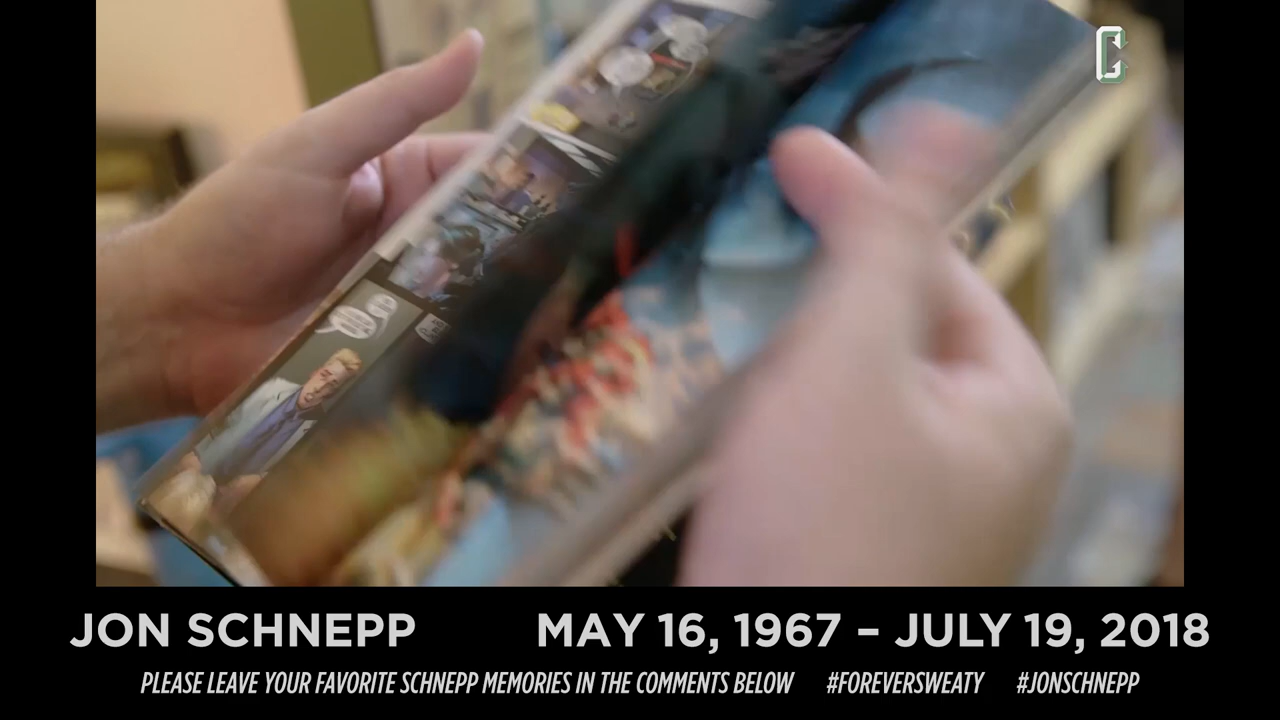 JON SCHNEPP MAY 16, 1967 – JULY 19, 2018
PLEASE LEAVE YOUR FAVORITE SCHNEPP MEMORIES IN THE COMMENTS BELOW #FOREVERSWEATY #JONSCHNEPP